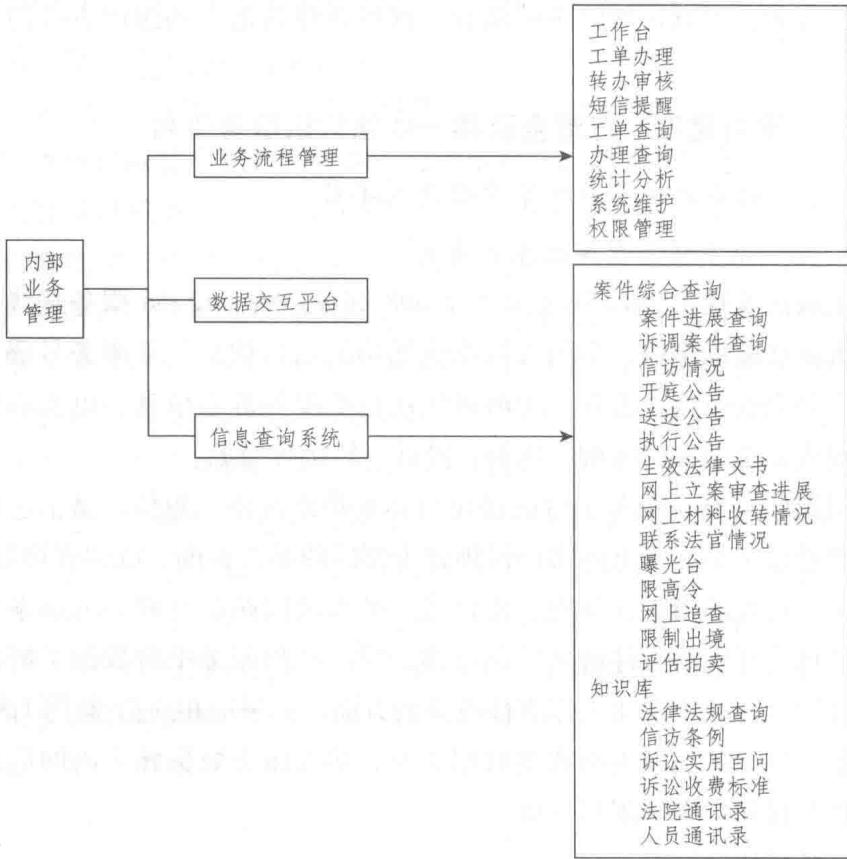 内部
业务
管理
业务流程管理
数据交互平台
信息查询系统
工作台
工单办理
转办审核
短信提醒
工单查询
办理查询
统计分析
系统维护
权限管理
案件综合查询
案件进展查询
诉调案件查询
信访情况
开庭公告
送达公告
执行公告
生效法律文书
网上立案审查进展
网上材料收转情况
联系法官情况
曝光台
限高令
网上追查
限制出境
评估拍卖
知识库
法律法规查询
信访条例
诉讼实用百问
诉讼收费标准
法院通讯录
人员通讯录